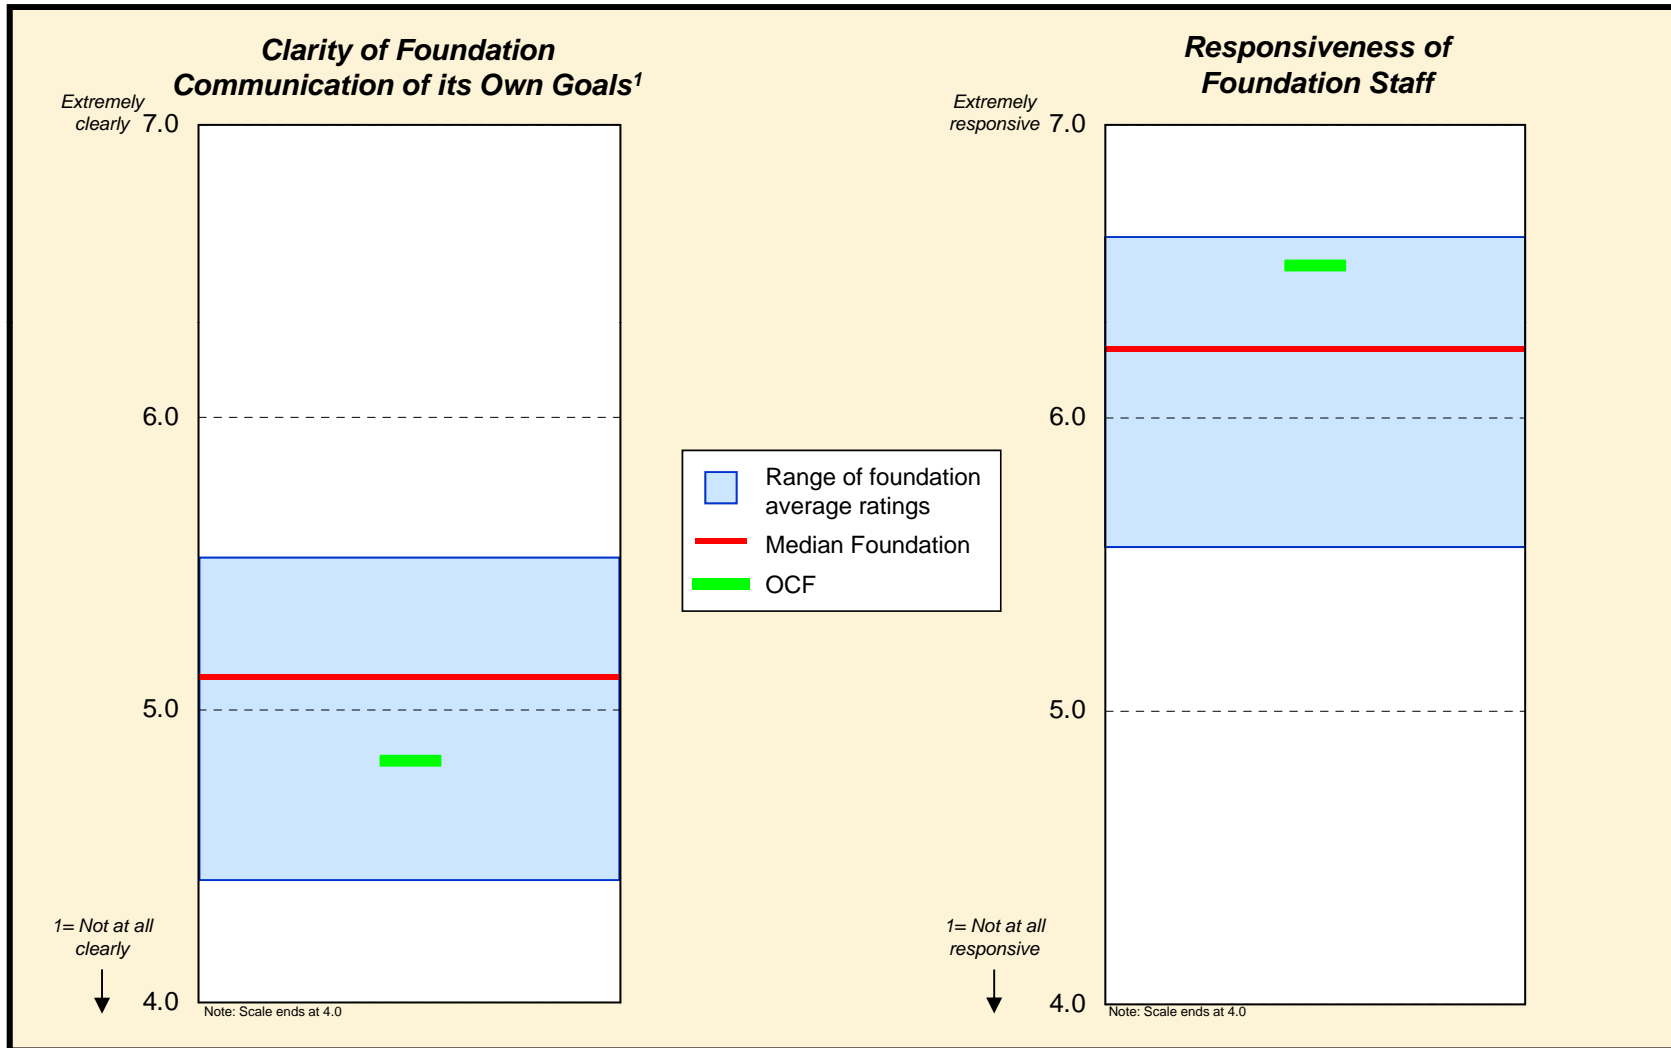 Clarity of Foundation
Communication of its Own Goals¹
Extremely
clearly
7.0
6.0
5.0
4.0
1= Not at all
clearly
Note: Scale ends at 4.0
Range of foundation
average ratings
Median Foundation
OCF
Responsiveness of
Foundation Staff
Extremely
responsive
7.0
6.0
5.0
4.0
1= Not at all
responsive
Note: Scale ends at 4.0